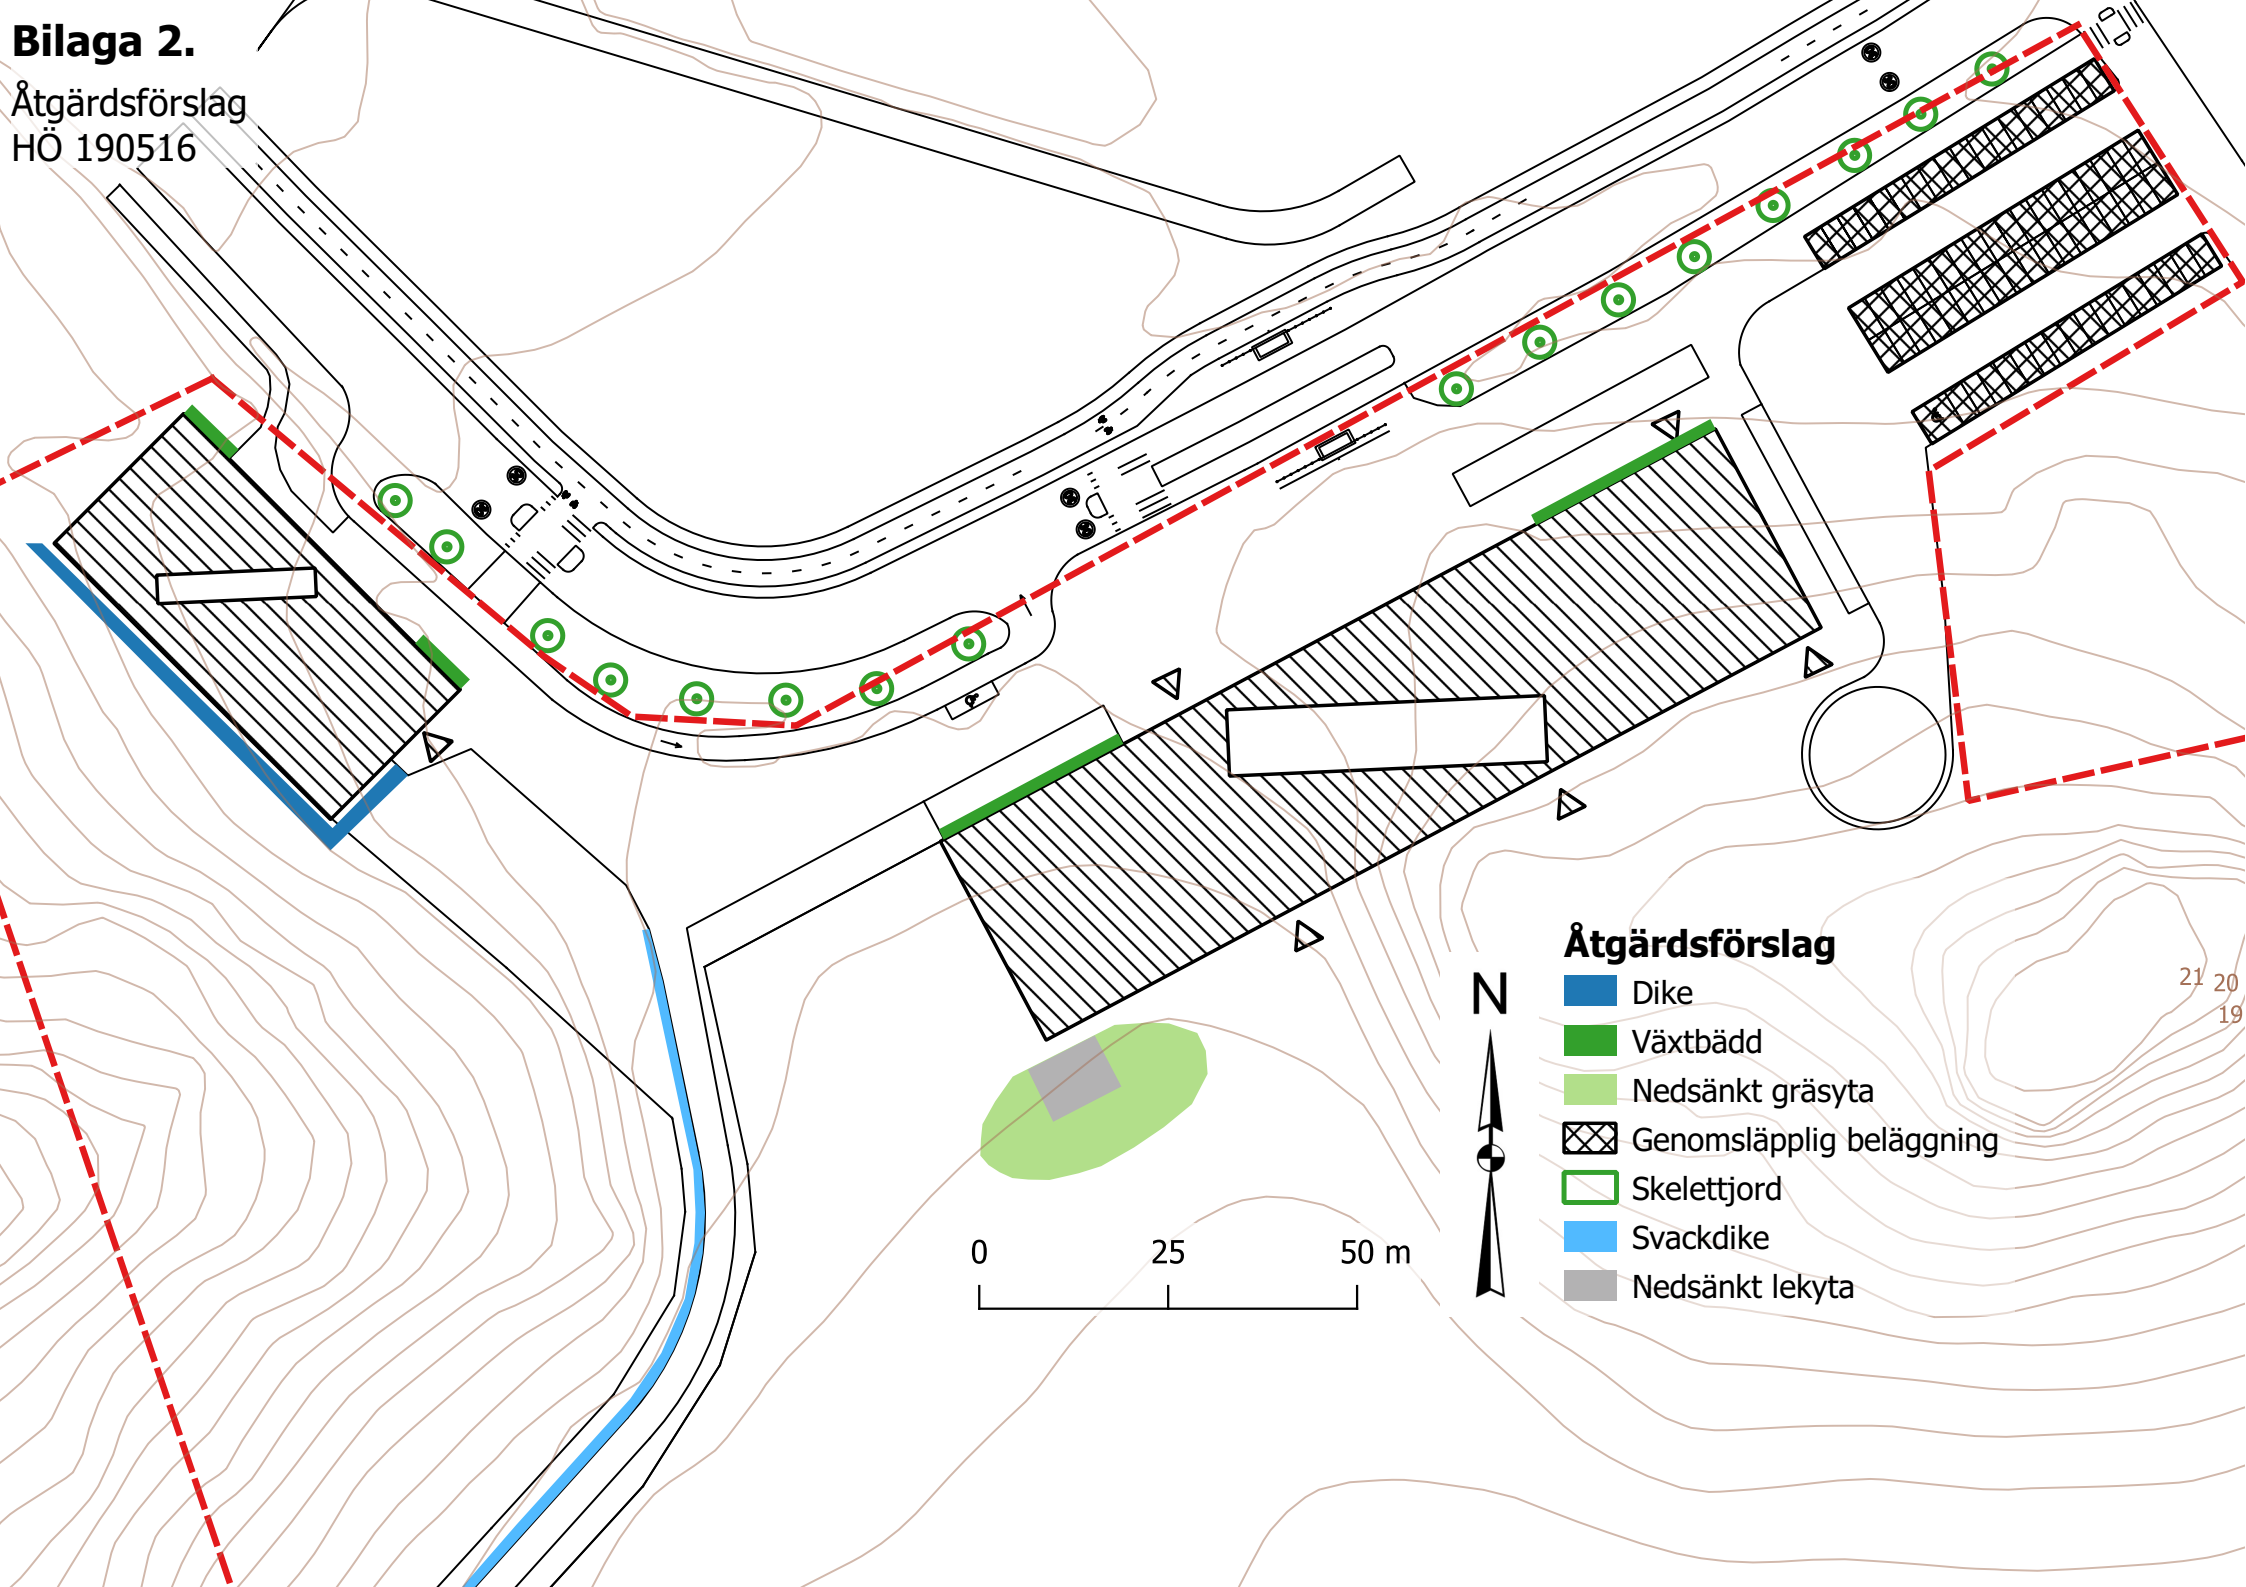 Bilaga 2.
Åtgärdsförslag
HÖ 190516
21
20
19
N
0 25 50 m
Åtgärdsförslag
Dike
Växtbädd
Nedsänkt gräsyta
Genomsläpplig beläggning
Skelettjord
Svackdike
Nedsänkt lekyta